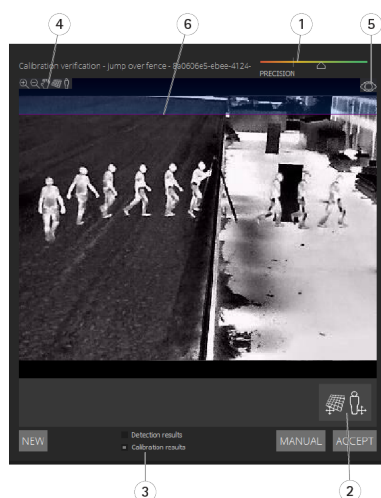 1
4
5
6
Calibration verification - jump over fence - 8a0606e5-ebee-4124-
PRECISION
Detection results
Calibration results
NEW
MANUAL
ACCEPT
3
2